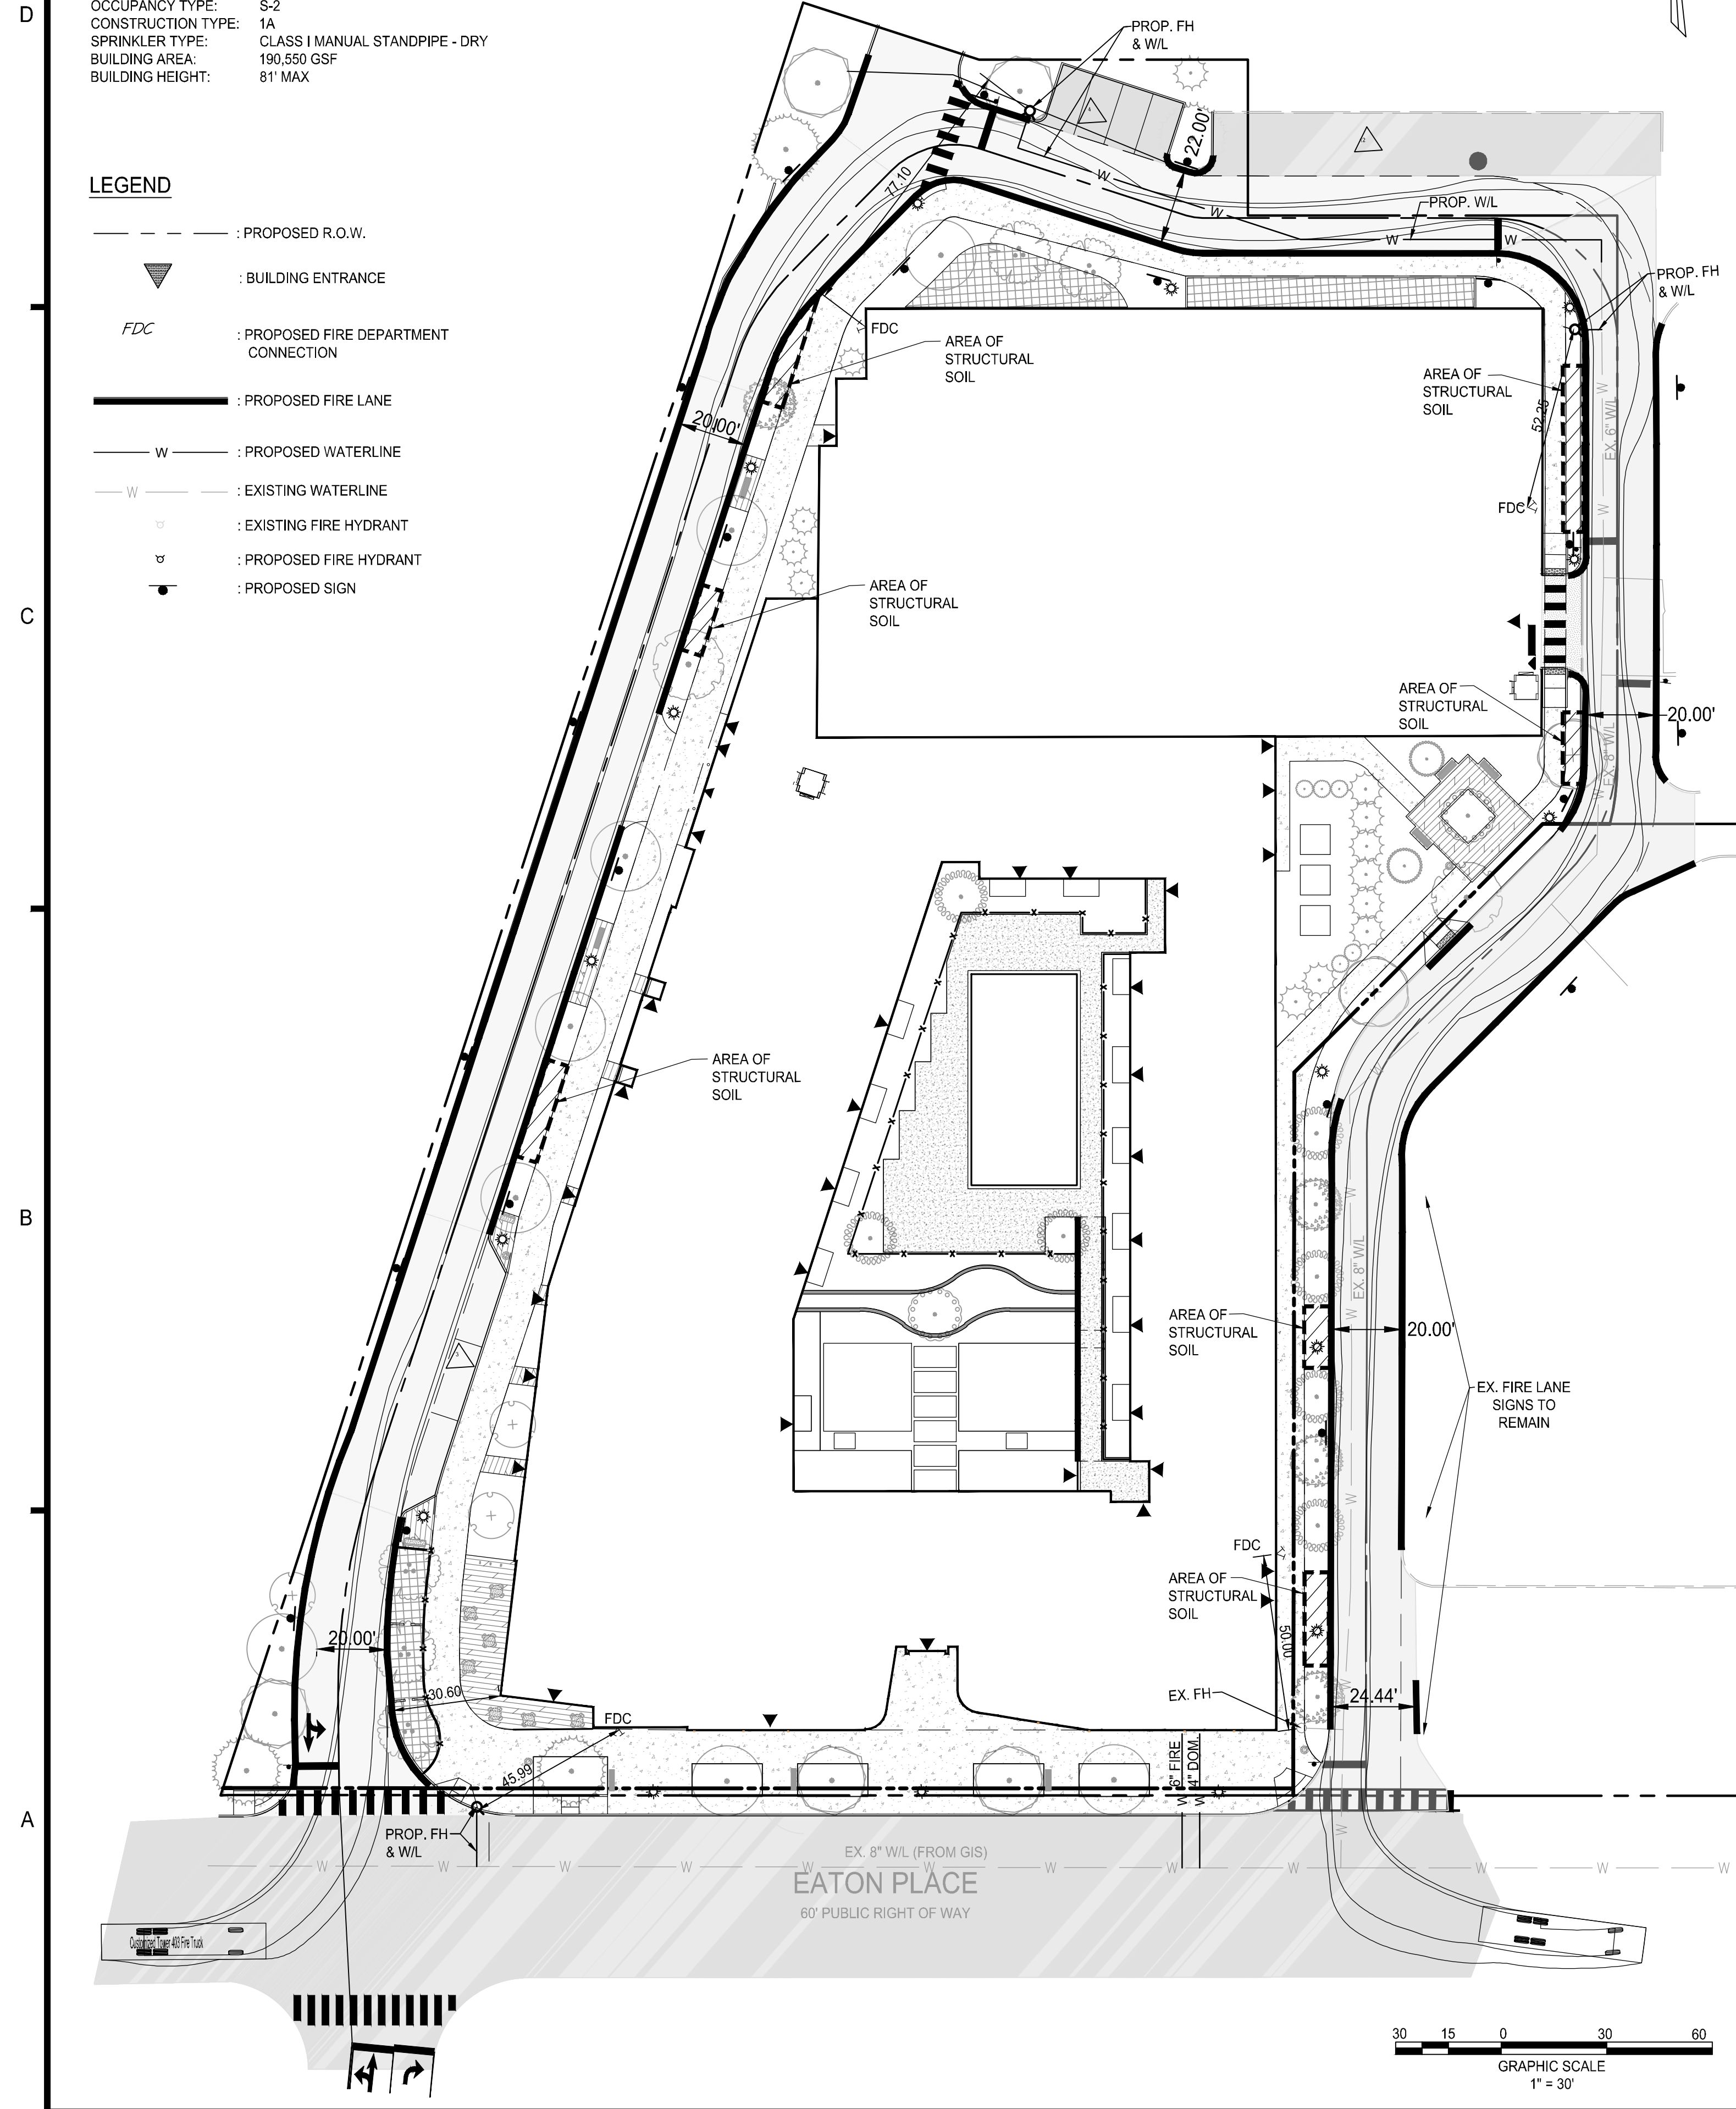 D
OCCUPANCY TYPE: S-2
CONSTRUCTION TYPE: 1A
SPRINKLER TYPE: CLASS I MANUAL STANDPIPE - DRY
BUILDING AREA: 190,550 GSF
BUILDING HEIGHT: 81' MAX
LEGEND
: PROPOSED R.O.W.
: BUILDING ENTRANCE
FDC : PROPOSED FIRE DEPARTMENT
CONNECTION
: PROPOSED FIRE LANE
W : PROPOSED WATERLINE
W : EXISTING WATERLINE
: EXISTING FIRE HYDRANT
: PROPOSED FIRE HYDRANT
: PROPOSED SIGN
PROP. FH
& W/L
22.00'
77.10
W
W
PROP. W/L
W
W
PROP. FH
& W/L
FDC
AREA OF
STRUCTURAL
SOIL
20.00'
AREA OF
STRUCTURAL
SOIL
52.25
EX. 6" W/L
W
W
FDC
C
AREA OF
STRUCTURAL
SOIL
AREA OF
STRUCTURAL
SOIL
20.00'
EX. 8" W/L
W
AREA OF
STRUCTURAL
SOIL
W
B
W
EX. 8" W/L
W
AREA OF
STRUCTURAL
SOIL
20.00'
EX. FIRE LANE
SIGNS TO
REMAIN
W
FDC
AREA OF
STRUCTURAL
SOIL
50.00
20.00'
30.60
EX. FH
24.44'
FDC
45.99
6" FIRE
4" DOM.
W
W
A
PROP. FH
& W/L
W
EX. 8" W/L (FROM GIS)
W
W
W
W
W
W
W
W
W
W
W
W
EATON PLACE
60' PUBLIC RIGHT OF WAY
Customized Tower 403 Fire Truck
30 15 0 30 60
GRAPHIC SCALE
1" = 30'